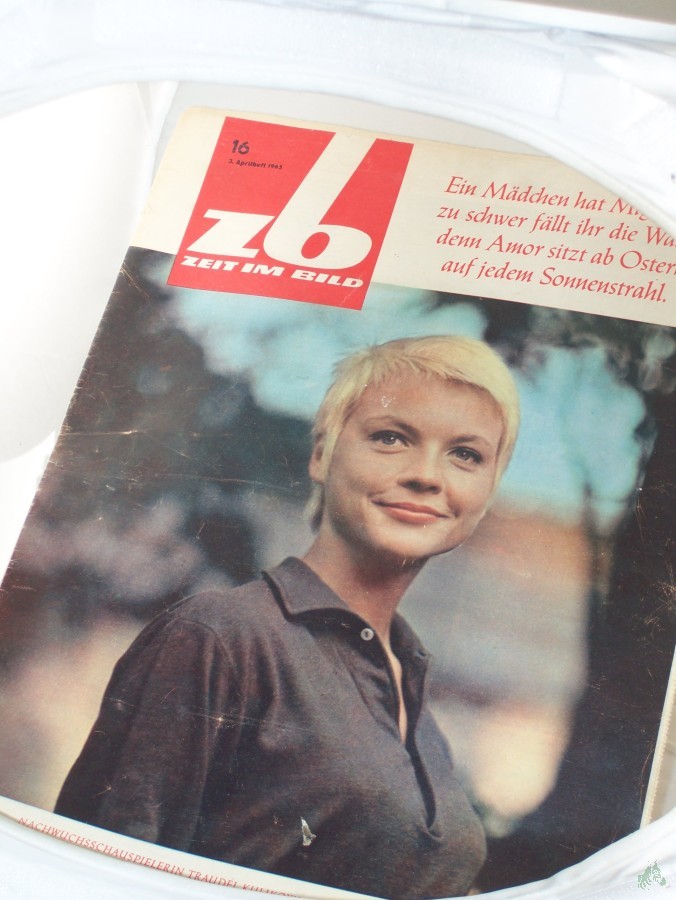 16
3. Aprilheft 1965
zb
ZEIT IM BILD
Ein Mädchen hat
zu schwer fällt ihr die
denn Amor sitzt ab
auf jedem Sonnenstrahl.
NACHWUCHSSCHAUSPIELERIN TRAUDEL